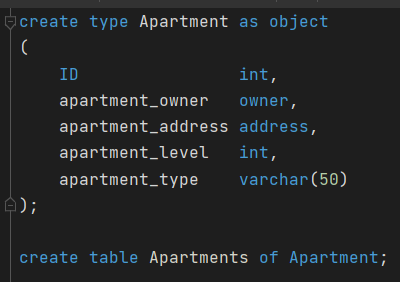 create type Apartment as object
(
    ID                int,
    apartment_owner   owner,
    apartment_address address,
    apartment_level   int,
    apartment_type    varchar(50)
);

create table Apartments of Apartment;